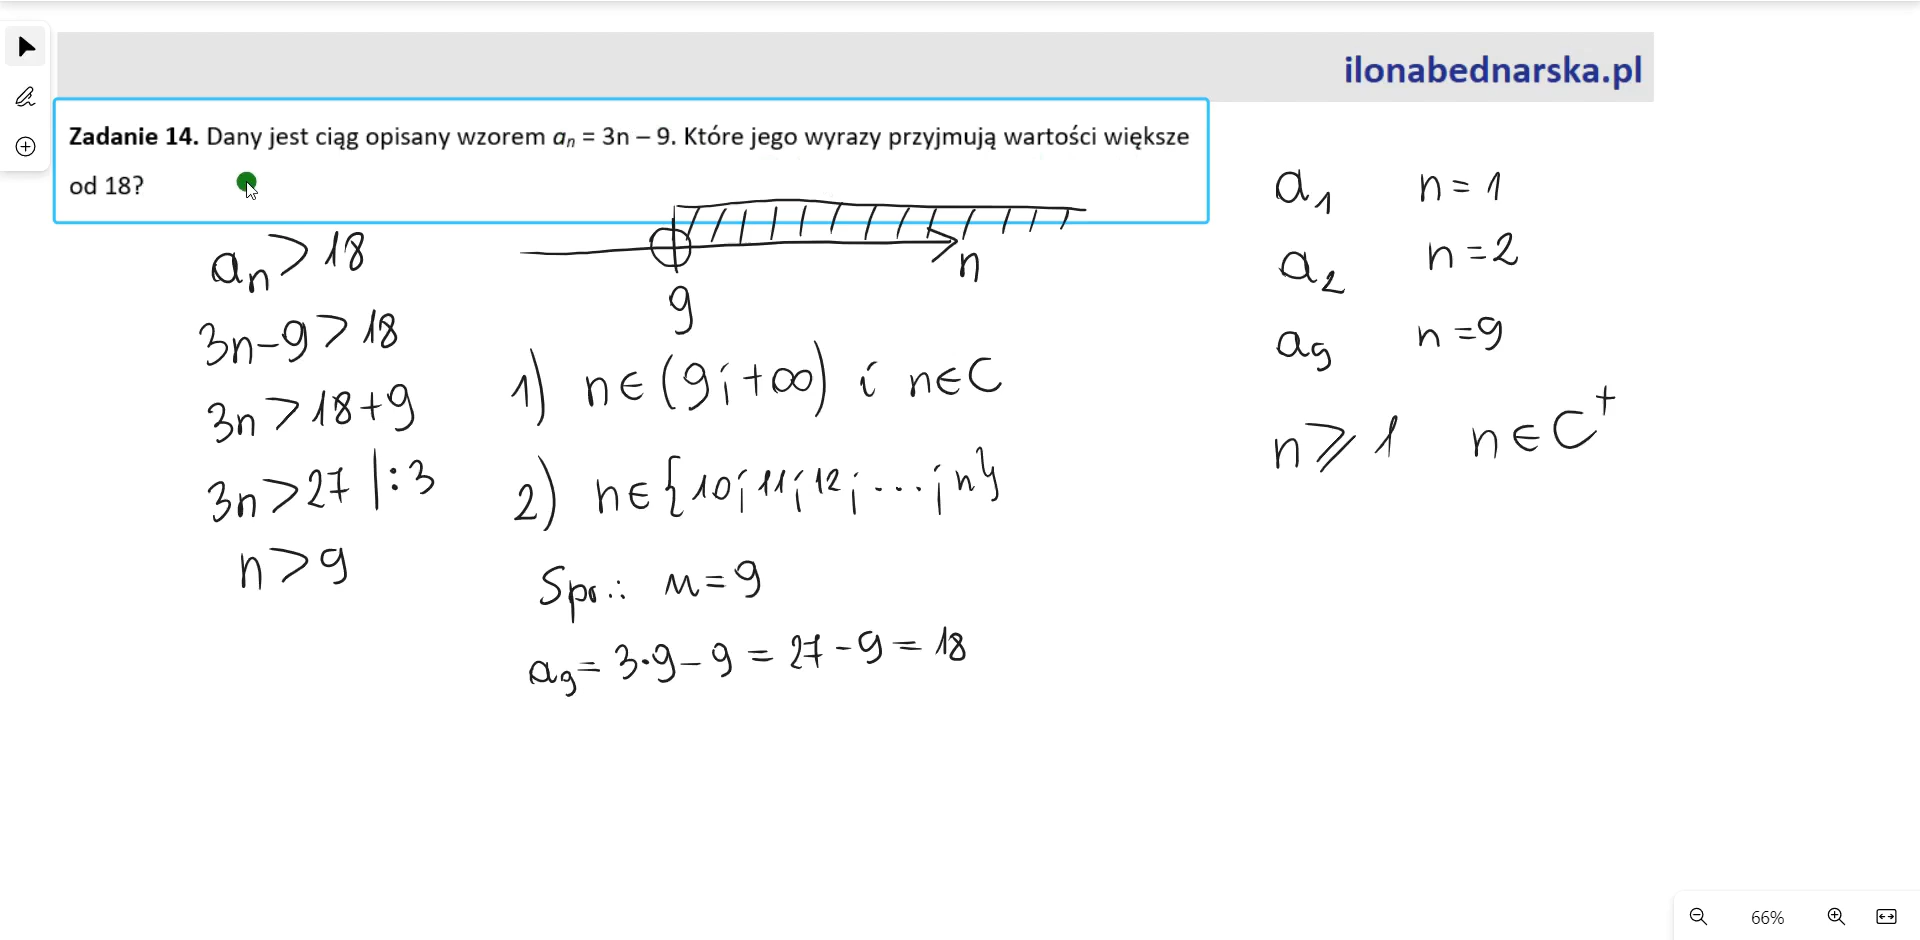 ilonabednarska.pl
Zadanie 14. Dany jest ciąg opisany wzorem aₙ = 3n – 9. Które jego wyrazy przyjmują wartości większe
od 18?
aₙ > 18
3n-9 > 18
3n > 18+9
3n > 27 |:3
n > 9
n
9
1) n∈(9;+∞) i n∈C
2) n∈{10;11;12;...;n}
Spr.: n=9
a₉= 3·9-9 = 27-9 = 18
a₁ n=1
a₂ n=2
a₉ n=9
n⩾1 n∈C⁺
66%